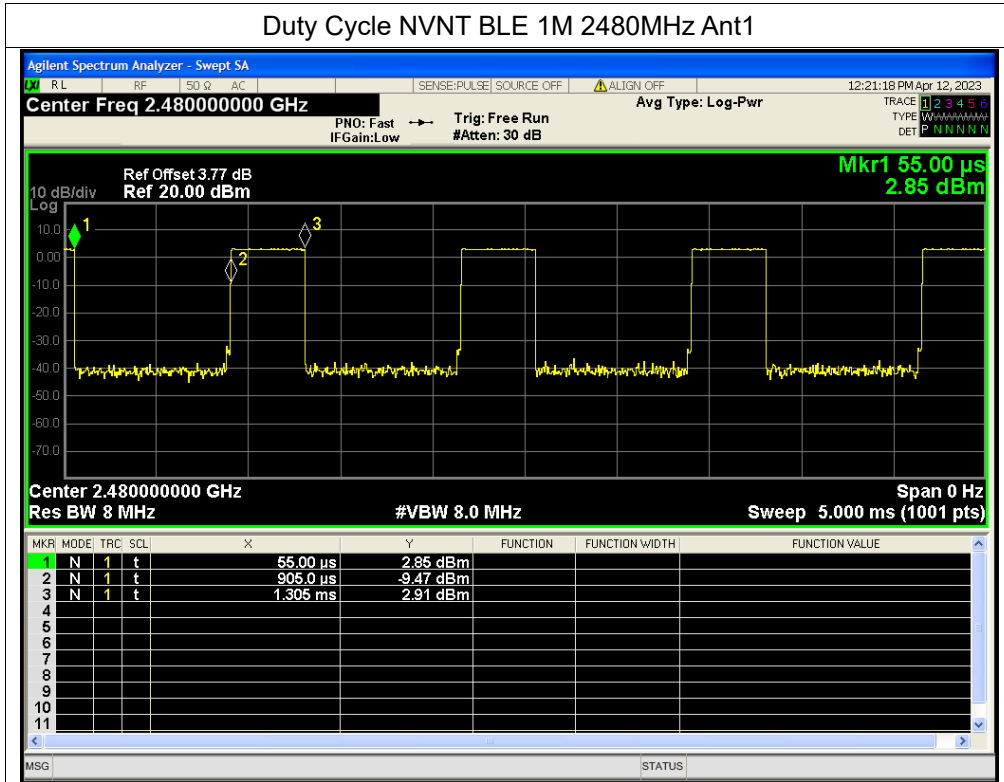 Duty Cycle NVNT BLE 1M 2480MHz Ant1
Agilent Spectrum Analyzer - Swept SA
LXI RL RF 50 Ω AC SENSE:PULSE SOURCE OFF ALIGN OFF 12:21:18 PM Apr 12, 2023
Center Freq 2.480000000 GHz Avg Type: Log-Pwr TRACE 1 2 3 4 5 6
PNO: Fast Trig: Free Run TYPE WWWWWW
IFGain:Low #Atten: 30 dB DET P N N N N N
Mkr1 55.00 µs
Ref Offset 3.77 dB
10 dB/div Ref 20.00 dBm 2.85 dBm
Log
10.0
0.00
-10.0
-20.0
-30.0
-40.0
-50.0
-60.0
-70.0
1
2
3
Center 2.480000000 GHz Span 0 Hz
Res BW 8 MHz #VBW 8.0 MHz Sweep 5.000 ms (1001 pts)
MKR MODE TRC SCL X Y FUNCTION FUNCTION WIDTH FUNCTION VALUE
1 N 1 t 55.00 µs 2.85 dBm
2 N 1 t 905.0 µs -9.47 dBm
3 N 1 t 1.305 ms 2.91 dBm
4
5
6
7
8
9
10
11
MSG STATUS